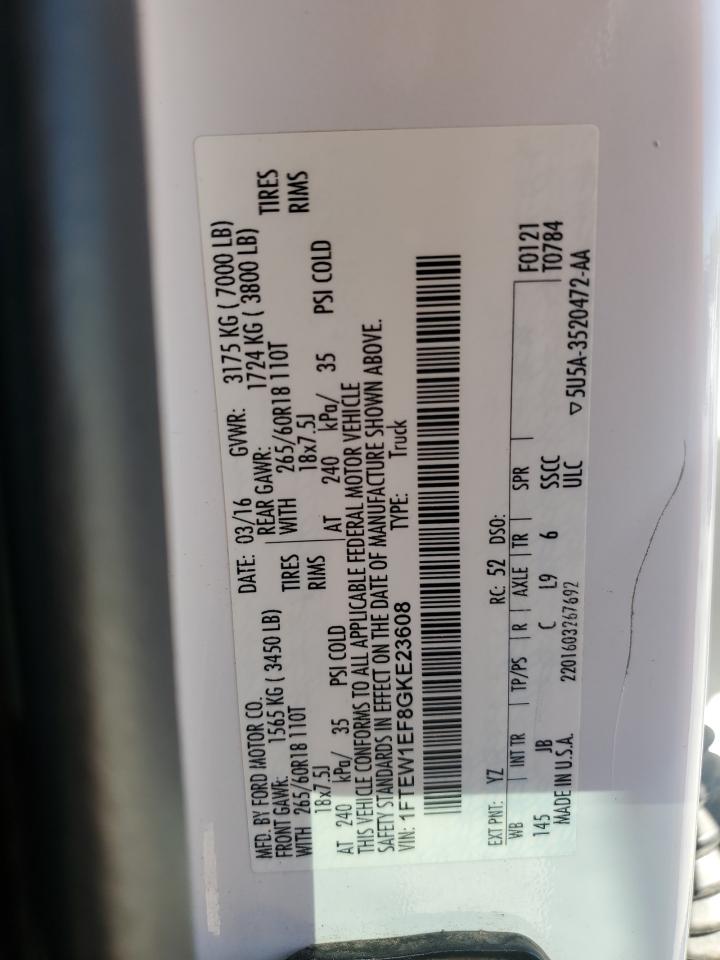 MFD. BY FORD MOTOR CO. DATE: 03/16 GVWR: 3175 KG ( 7000 LB)
FRONT GAWR: 1565 KG ( 3450 LB) REAR GAWR: 1724 KG ( 3800 LB)
WITH 265/60R18 110T TIRES WITH 265/60R18 110T TIRES
18x7.5J RIMS 18x7.5J RIMS
AT 240 kPa/ 35 PSI COLD AT 240 kPa/ 35 PSI COLD
THIS VEHICLE CONFORMS TO ALL APPLICABLE FEDERAL MOTOR VEHICLE
SAFETY STANDARDS IN EFFECT ON THE DATE OF MANUFACTURE SHOWN ABOVE.
VIN: 1FTEW1EF8GKE23608 TYPE: Truck
EXT PNT: YZ RC: 52 DSO:
WB INT TR TP/PS R AXLE TR SPR F0121
145 JB C L9 6 SSCC T0784
MADE IN U.S.A. 2201603267692 ULC ▽5U5A-3520472-AA